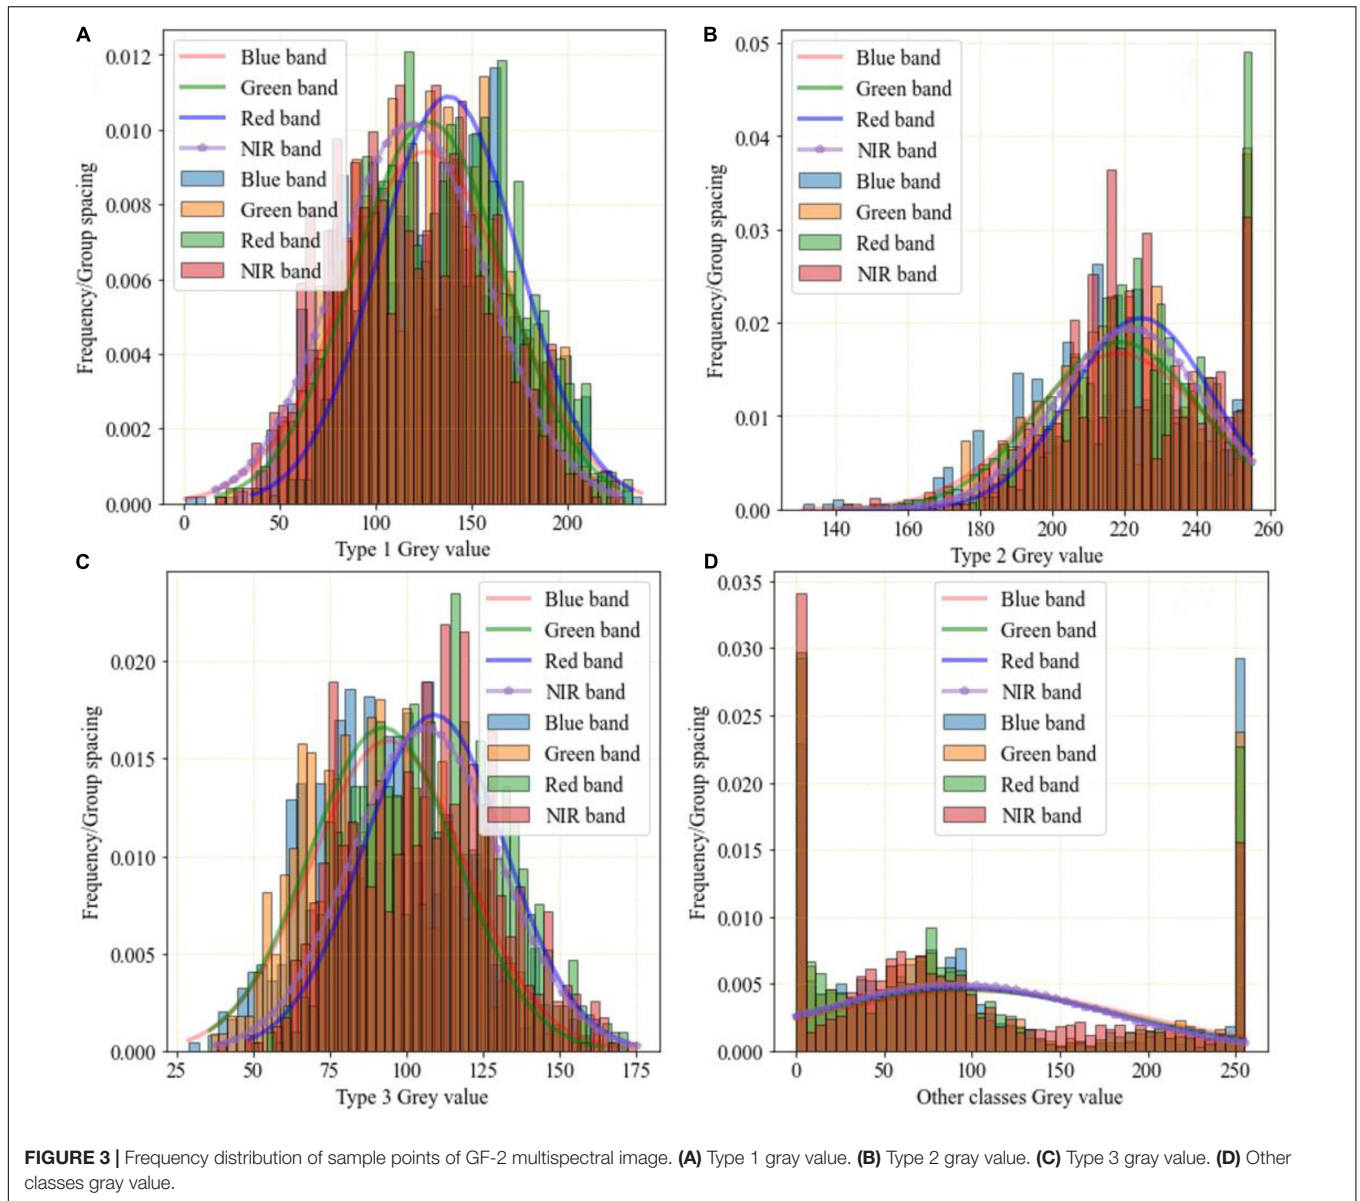 A
Blue band
Green band
Red band
NIR band
Blue band
Green band
Red band
NIR band
0.012
0.010
0.008
0.006
0.004
0.002
0.000
Frequency/Group spacing
0
50
100
150
200
Type 1 Grey value
B
Blue band
Green band
Red band
NIR band
Blue band
Green band
Red band
NIR band
0.05
0.04
0.03
0.02
0.01
0.00
Frequency/Group spacing
140
160
180
200
220
240
260
Type 2 Grey value
C
Blue band
Green band
Red band
NIR band
Blue band
Green band
Red band
NIR band
0.020
0.015
0.010
0.005
0.000
Frequency/Group spacing
25
50
75
100
125
150
175
Type 3 Grey value
D
Blue band
Green band
Red band
NIR band
Blue band
Green band
Red band
NIR band
0.035
0.030
0.025
0.020
0.015
0.010
0.005
0.000
Frequency/Group spacing
0
50
100
150
200
250
Other classes Grey value
FIGURE 3 | Frequency distribution of sample points of GF-2 multispectral image. (A) Type 1 gray value. (B) Type 2 gray value. (C) Type 3 gray value. (D) Other
classes gray value.